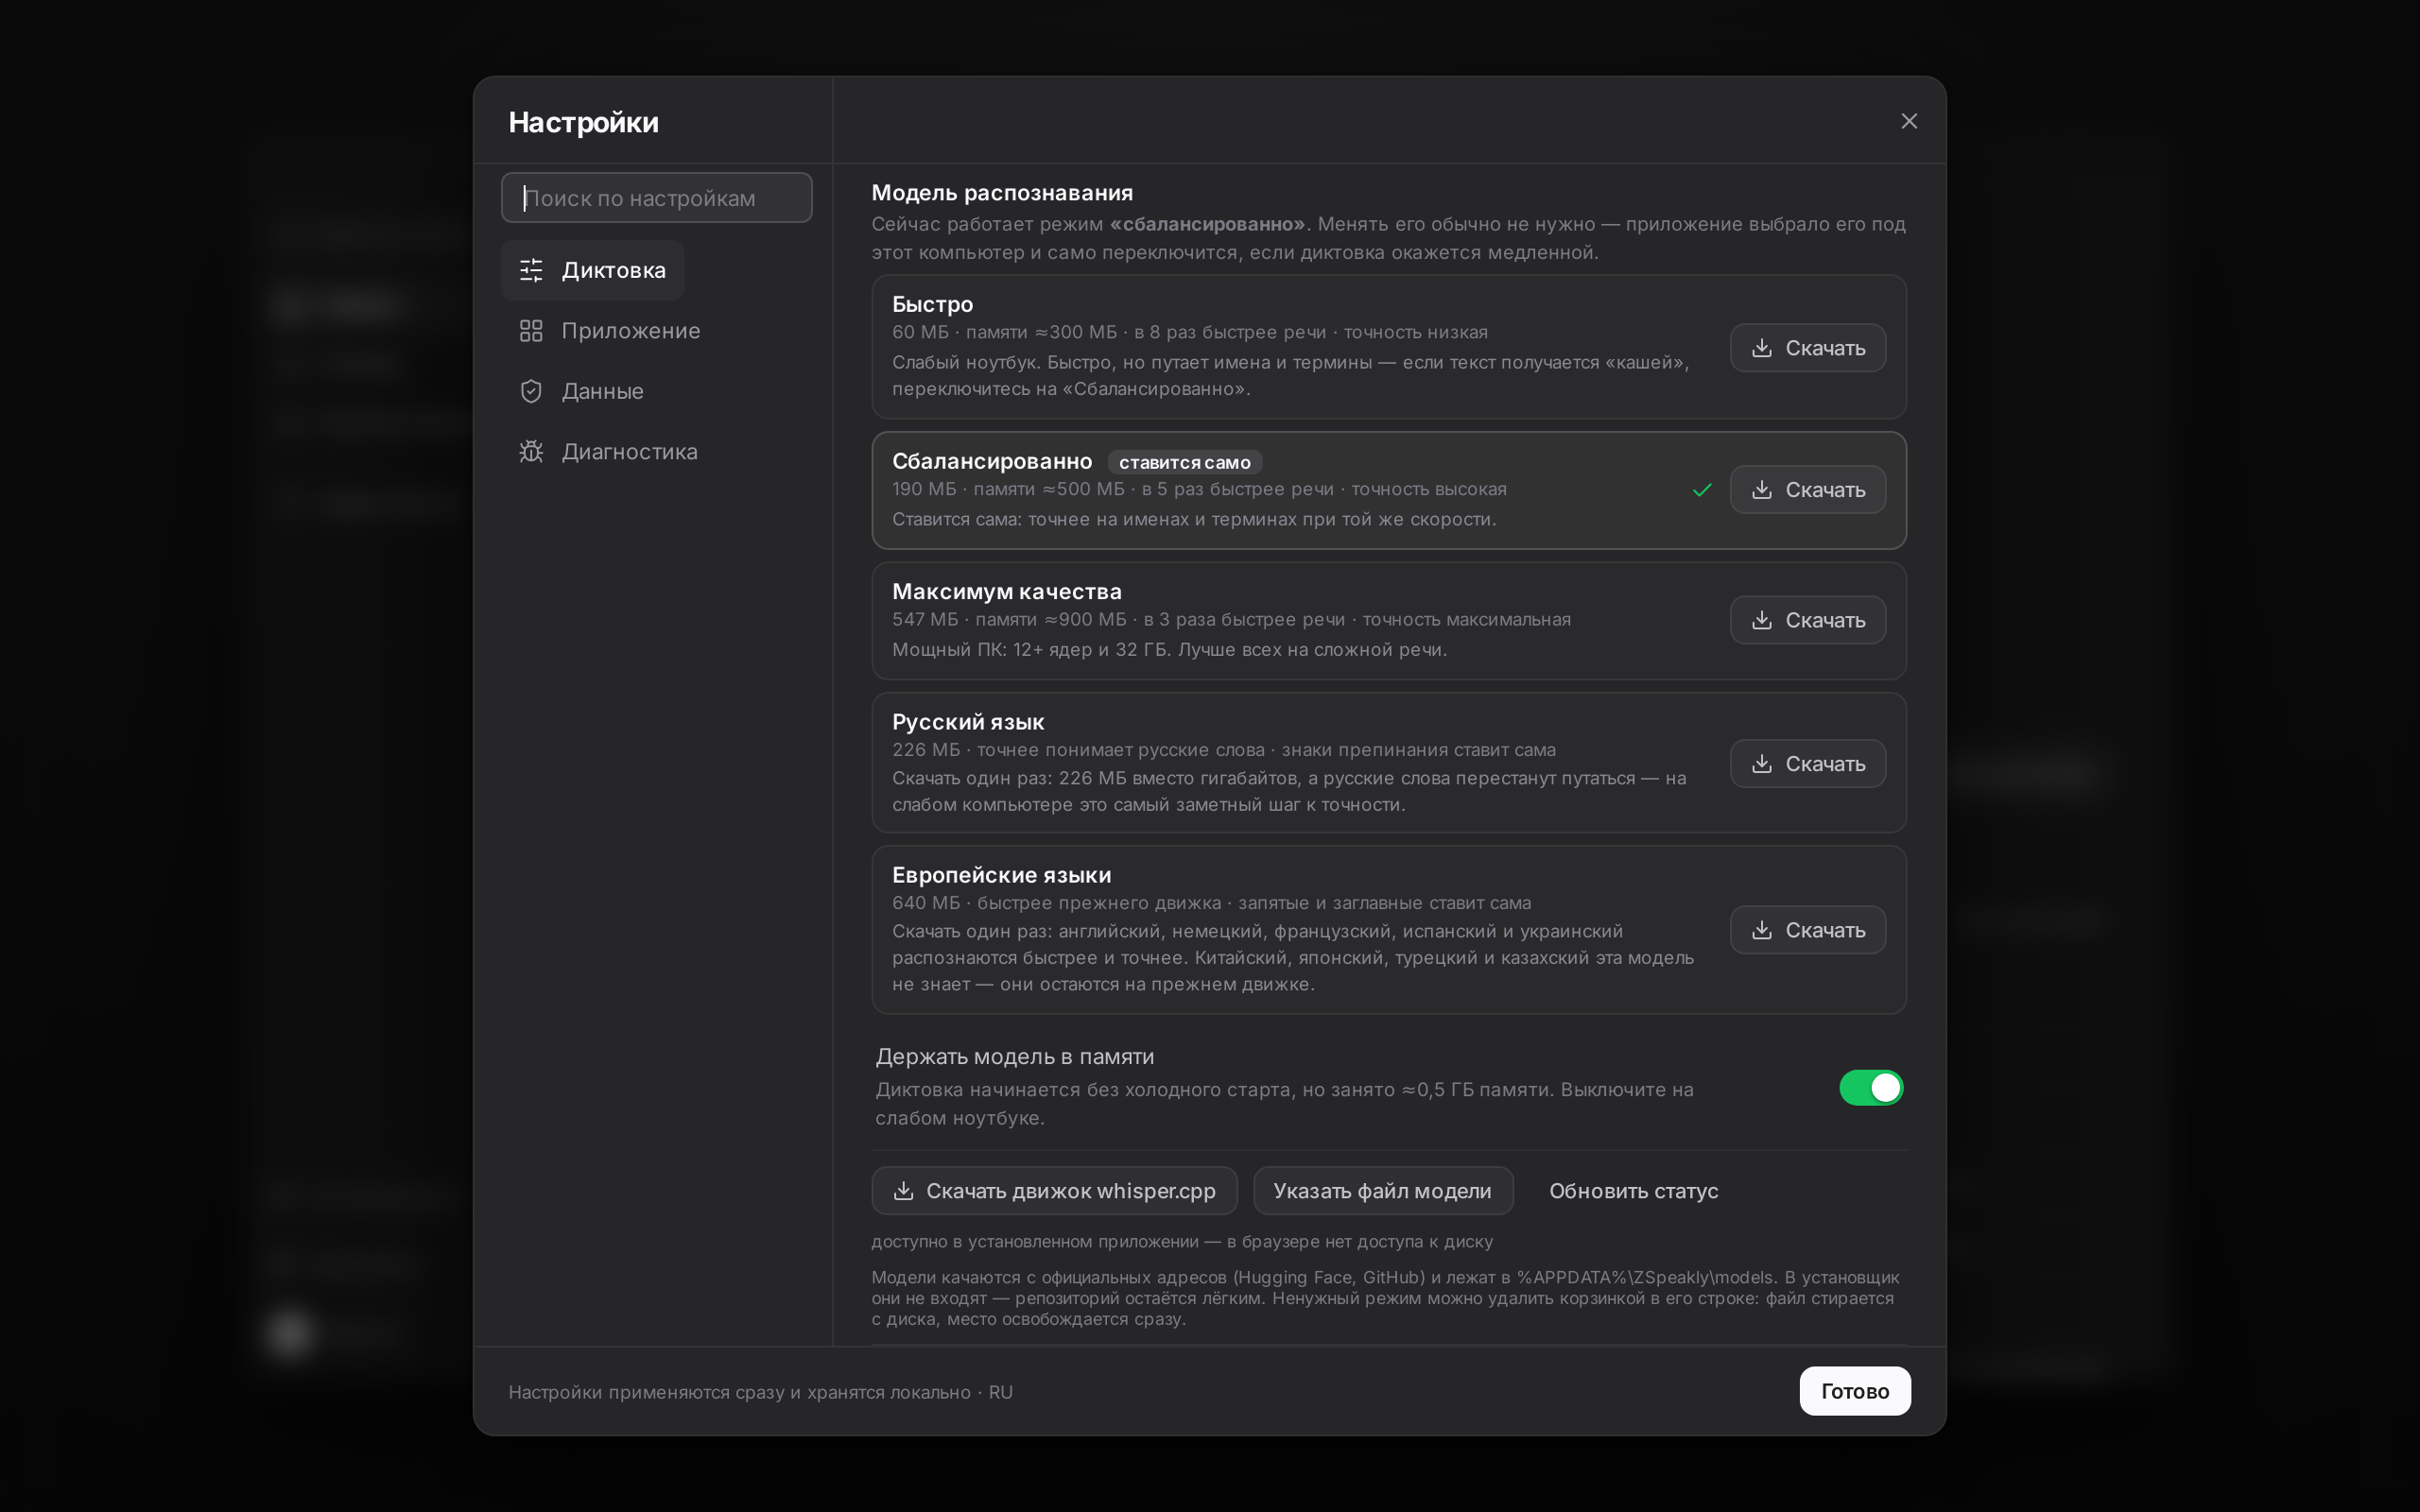 Настройки
Поиск по настройкам
Диктовка
Приложение
Данные
Диагностика
Модель распознавания
Сейчас работает режим «сбалансированно». Менять его обычно не нужно — приложение выбрало его под
этот компьютер и само переключится, если диктовка окажется медленной.
Быстро
60 МБ · памяти ≈300 МБ · в 8 раз быстрее речи · точность низкая
Слабый ноутбук. Быстро, но путает имена и термины — если текст получается «кашей»,
переключитесь на «Сбалансированно».
Скачать
Сбалансированно ставится само
190 МБ · памяти ≈500 МБ · в 5 раз быстрее речи · точность высокая
Ставится сама: точнее на именах и терминах при той же скорости.
Скачать
Максимум качества
547 МБ · памяти ≈900 МБ · в 3 раза быстрее речи · точность максимальная
Мощный ПК: 12+ ядер и 32 ГБ. Лучше всех на сложной речи.
Скачать
Русский язык
226 МБ · точнее понимает русские слова · знаки препинания ставит сама
Скачать один раз: 226 МБ вместо гигабайтов, а русские слова перестанут путаться — на
слабом компьютере это самый заметный шаг к точности.
Скачать
Европейские языки
640 МБ · быстрее прежнего движка · запятые и заглавные ставит сама
Скачать один раз: английский, немецкий, французский, испанский и украинский
распознаются быстрее и точнее. Китайский, японский, турецкий и казахский эта модель
не знает — они остаются на прежнем движке.
Скачать
Держать модель в памяти
Диктовка начинается без холодного старта, но занято ≈0,5 ГБ памяти. Выключите на
слабом ноутбуке.
Скачать движок whisper.cpp
Указать файл модели
Обновить статус
доступно в установленном приложении — в браузере нет доступа к диску
Модели качаются с официальных адресов (Hugging Face, GitHub) и лежат в %APPDATA%\ZSpeakly\models. В установщик
они не входят — репозиторий остаётся лёгким. Ненужный режим можно удалить корзинкой в его строке: файл стирается
с диска, место освобождается сразу.
Настройки применяются сразу и хранятся локально · RU
Готово